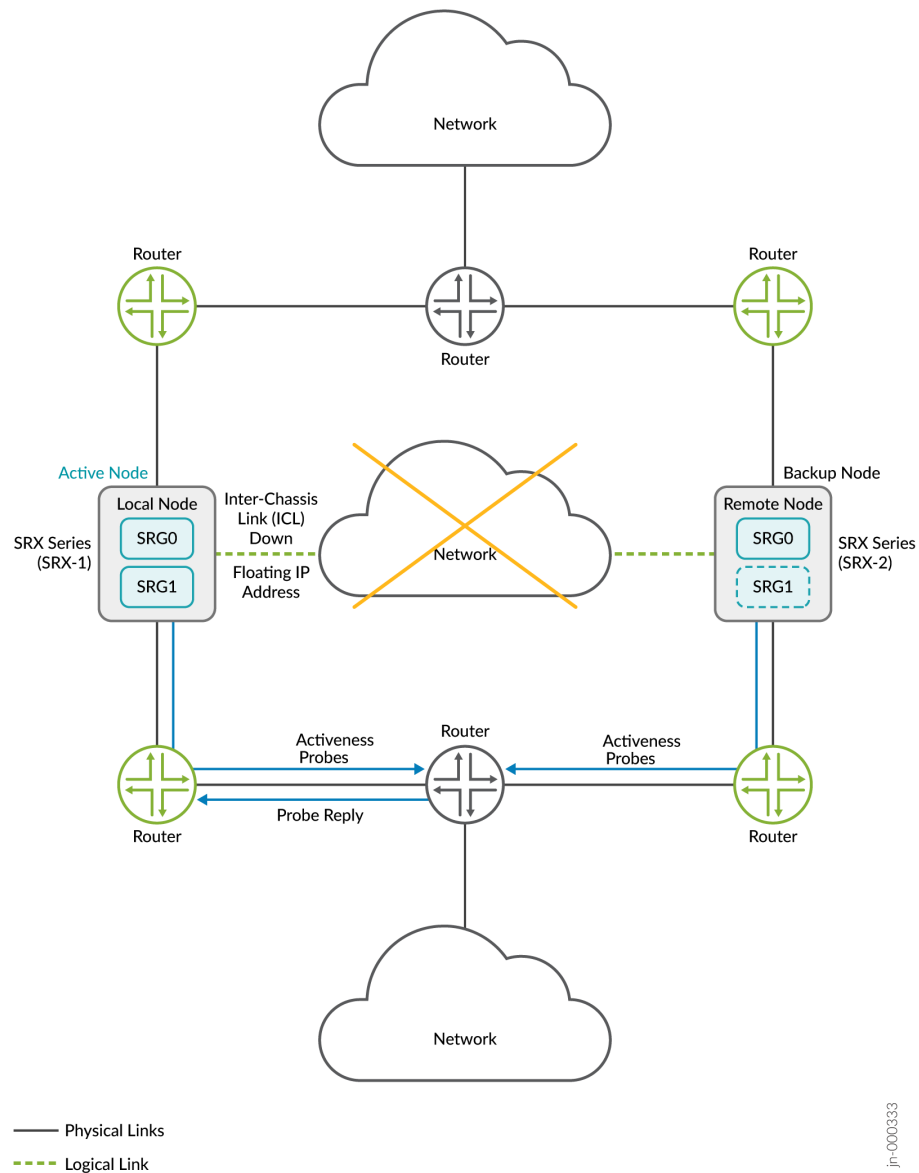 Network
Router
Router
Router
Active Node
Backup Node
Local Node
SRG0
SRG1
SRX Series
(SRX-1)
Inter-Chassis
Link (ICL)
Down
Floating IP
Address
Network
Remote Node
SRG0
SRG1
SRX Series
(SRX-2)
Router
Activeness
Probes
Activeness
Probes
Probe Reply
Router
Router
Network
Physical Links
Logical Link
jn-000333